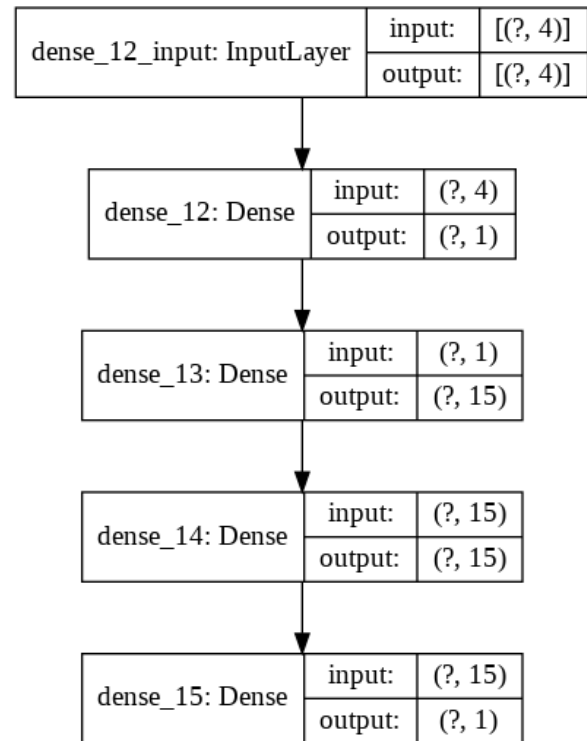 dense_12_input: InputLayer
input: [(?, 4)]
output: [(?, 4)]
dense_12: Dense
input: (?, 4)
output: (?, 1)
dense_13: Dense
input: (?, 1)
output: (?, 15)
dense_14: Dense
input: (?, 15)
output: (?, 15)
dense_15: Dense
input: (?, 15)
output: (?, 1)